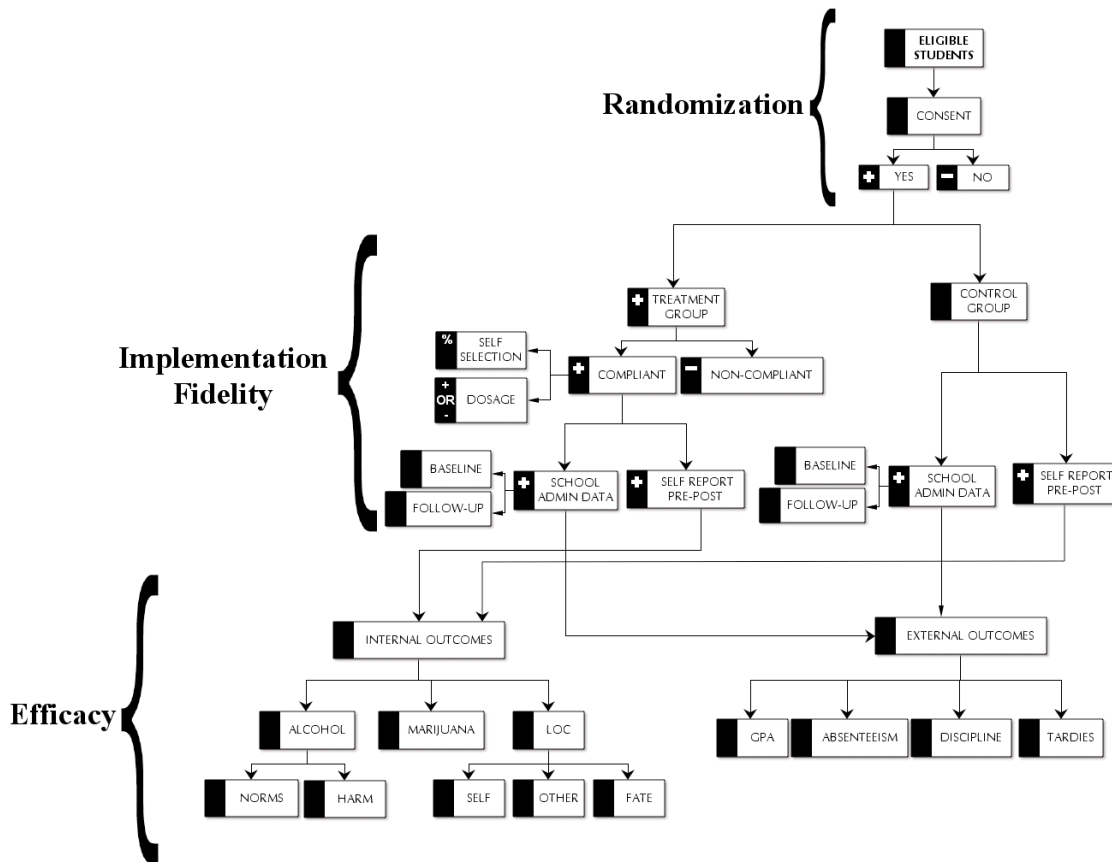 ELIGIBLE
STUDENTS
Randomization
CONSENT
+ YES
- NO
+ TREATMENT
GROUP
CONTROL
GROUP
Implementation
Fidelity
% SELF
SELECTION
+ COMPLIANT
- NON-COMPLIANT
+
OR DOSAGE
-
BASELINE
+ SCHOOL
ADMIN DATA
FOLLOW-UP
+ SELF REPORT
PRE-POST
BASELINE
+ SCHOOL
ADMIN DATA
FOLLOW-UP
+ SELF REPORT
PRE-POST
Efficacy
INTERNAL OUTCOMES
EXTERNAL OUTCOMES
ALCOHOL
MARIJUANA
LOC
GPA
ABSENTEEISM
DISCIPLINE
TARDIES
NORMS
HARM
SELF
OTHER
FATE